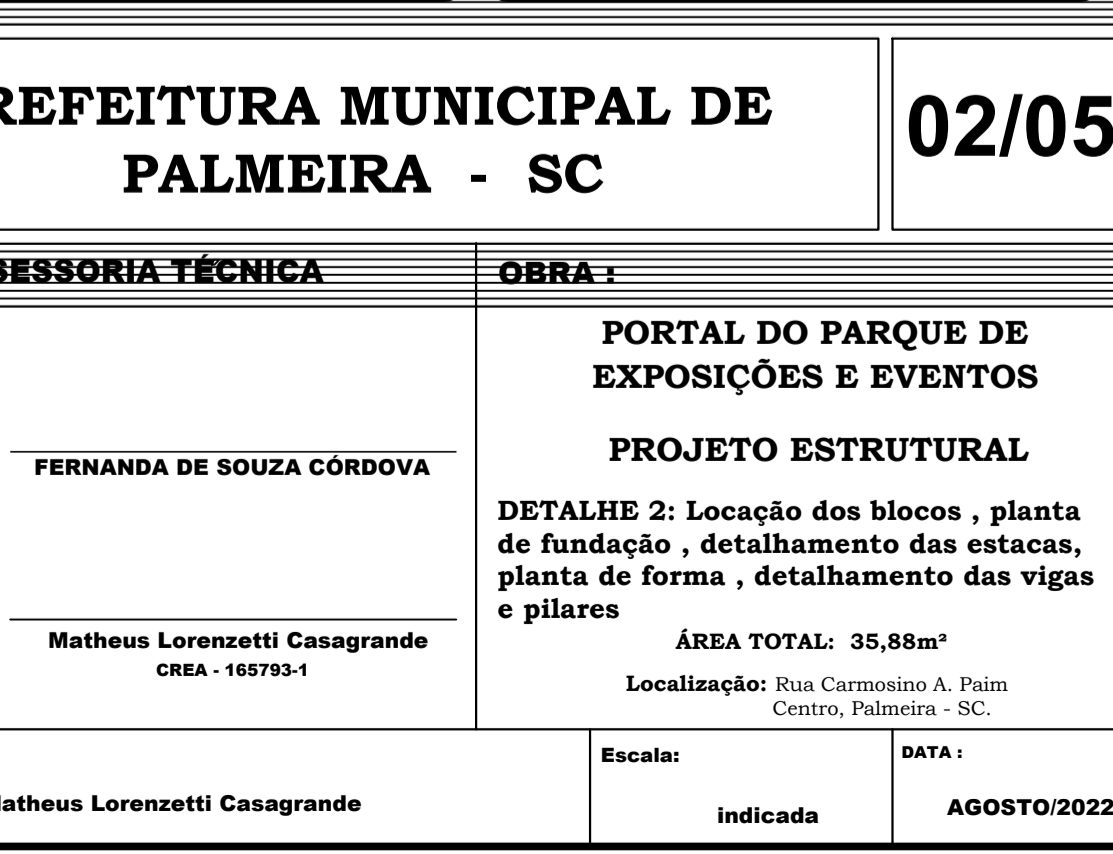 REFEITURA MUNICIPAL DE
PALMEIRA - SC
02/05
SESSORIA TÉCNICA
FERNANDA DE SOUZA CÓRDOVA
Matheus Lorenzetti Casagrande
CREA - 165793-1
OBRA :
PORTAL DO PARQUE DE
EXPOSIÇÕES E EVENTOS
PROJETO ESTRUTURAL
DETALHE 2: Locação dos blocos , planta
de fundação , detalhamento das estacas,
planta de forma , detalhamento das vigas
e pilares
ÁREA TOTAL: 35,88m²
Localização: Rua Carmosino A. Paim
Centro, Palmeira - SC.
Matheus Lorenzetti Casagrande
Escala:
indicada
DATA :
AGOSTO/2022